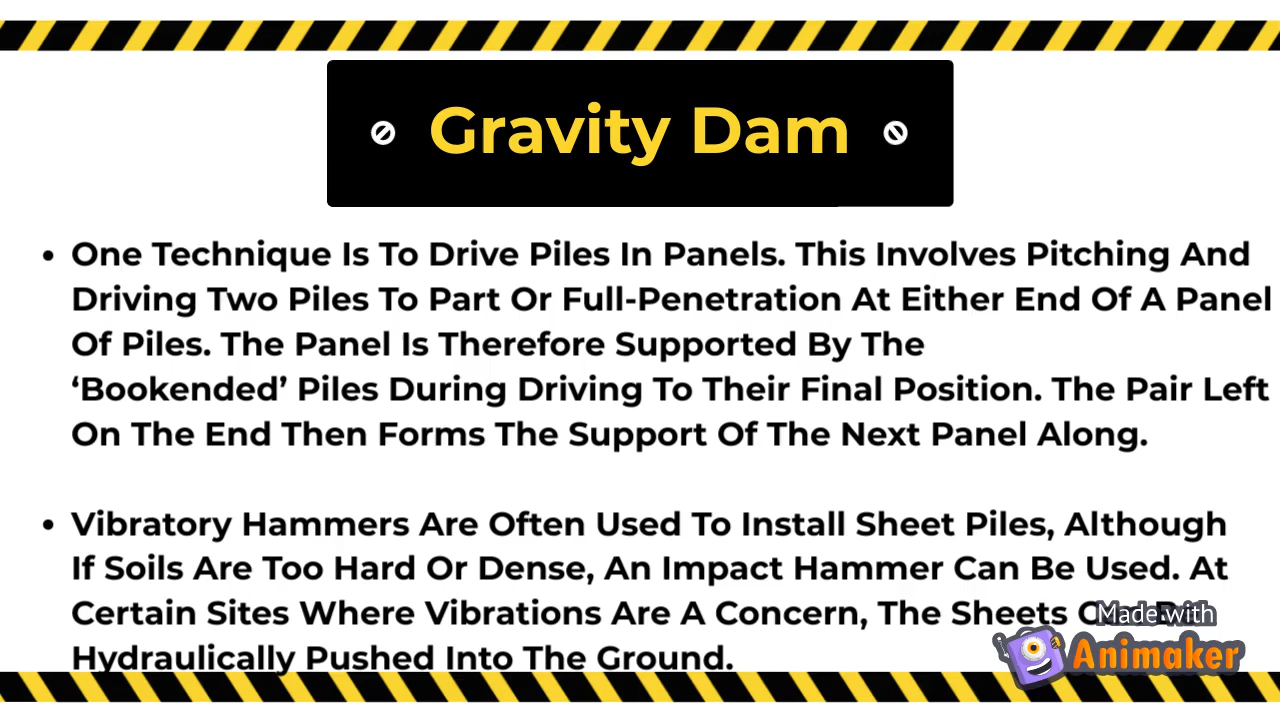 Gravity Dam
• One Technique Is To Drive Piles In Panels. This Involves Pitching And
Driving Two Piles To Part Or Full-Penetration At Either End Of A Panel
Of Piles. The Panel Is Therefore Supported By The
‘Bookended’ Piles During Driving To Their Final Position. The Pair Left
On The End Then Forms The Support Of The Next Panel Along.
• Vibratory Hammers Are Often Used To Install Sheet Piles, Although
If Soils Are Too Hard Or Dense, An Impact Hammer Can Be Used. At
Certain Sites Where Vibrations Are A Concern, The Sheets
Hydraulically Pushed Into The Ground.
Made with
Animaker